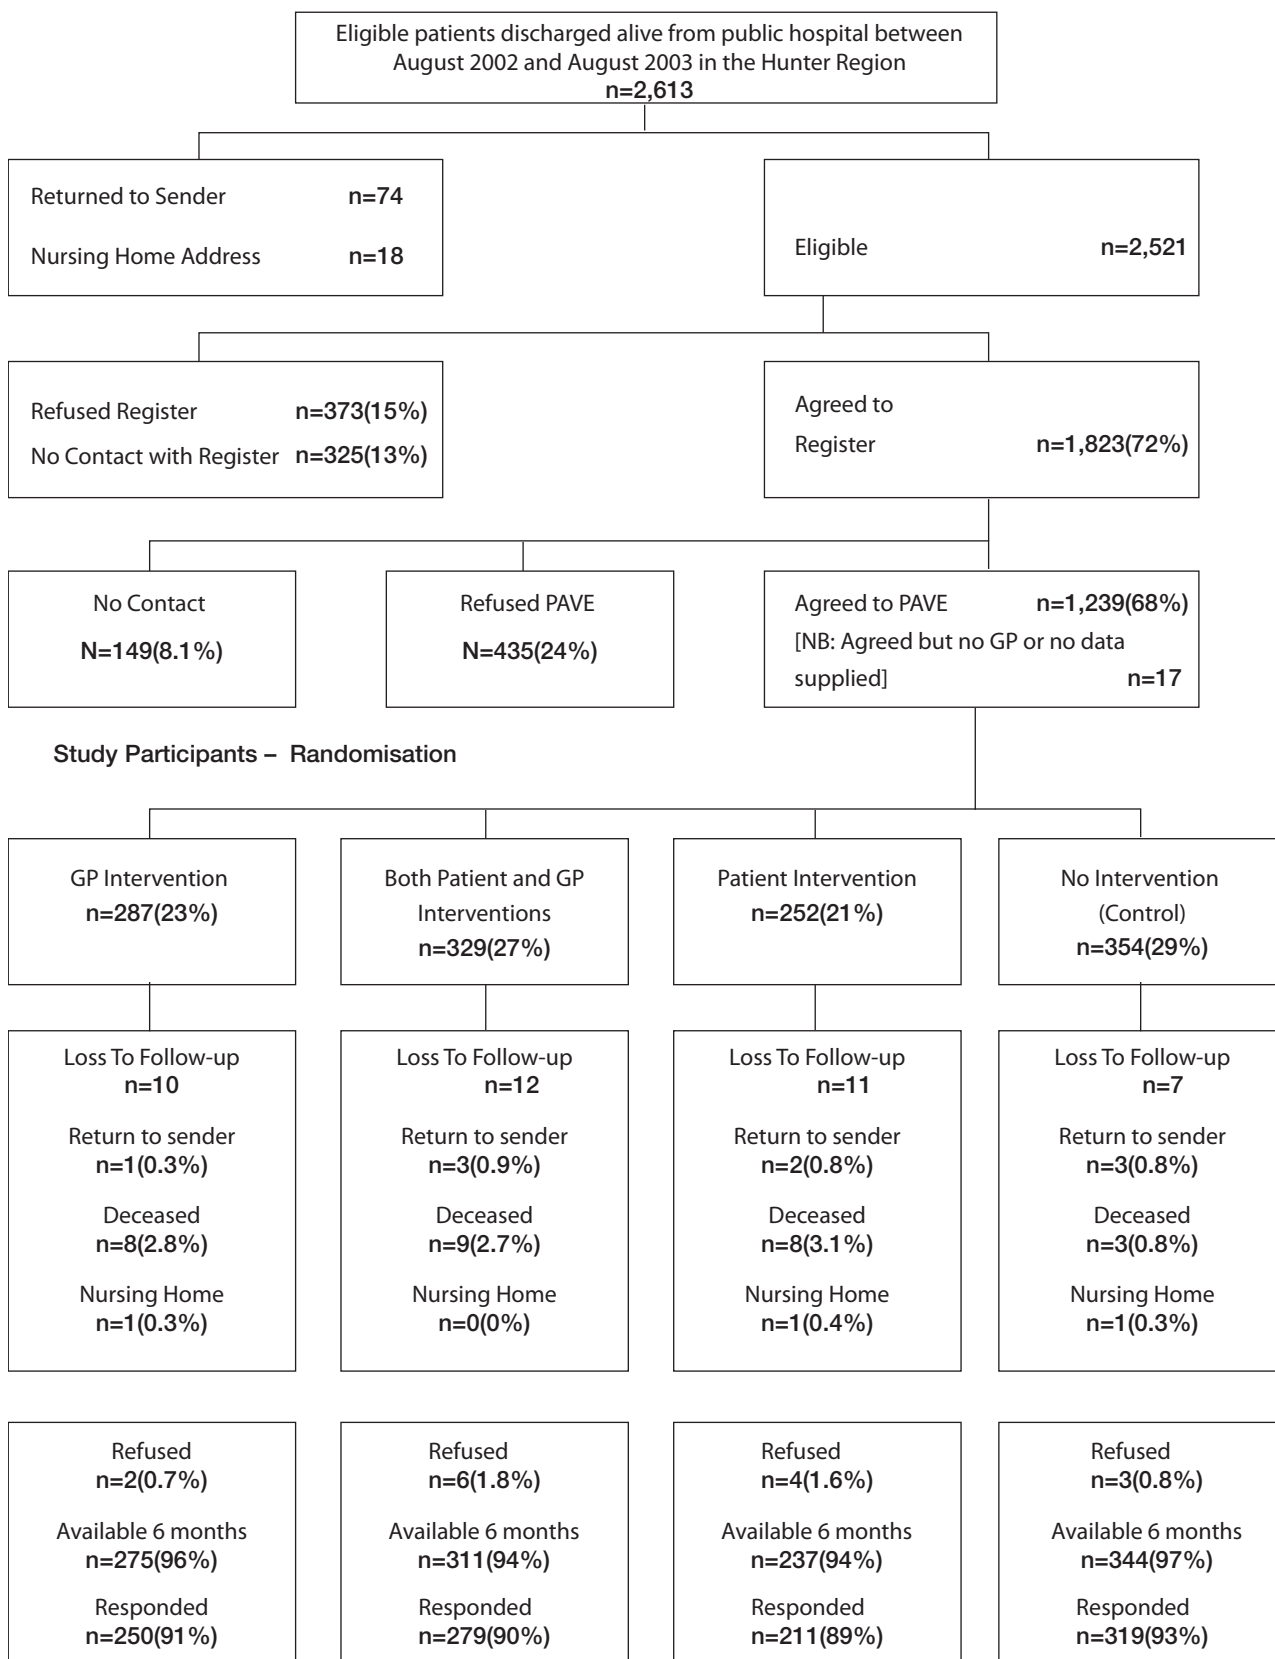 Eligible patients discharged alive from public hospital between
August 2002 and August 2003 in the Hunter Region
n=2,613
Returned to Sender n=74
Nursing Home Address n=18
Eligible n=2,521
Refused Register n=373(15%)
No Contact with Register n=325(13%)
Agreed to
Register n=1,823(72%)
No Contact
N=149(8.1%)
Refused PAVE
N=435(24%)
Agreed to PAVE n=1,239(68%)
[NB: Agreed but no GP or no data
supplied] n=17
Study Participants – Randomisation
GP Intervention
n=287(23%)
Both Patient and GP
Interventions
n=329(27%)
Patient Intervention
n=252(21%)
No Intervention
(Control)
n=354(29%)
Loss To Follow-up
n=10
Return to sender
n=1(0.3%)
Deceased
n=8(2.8%)
Nursing Home
n=1(0.3%)
Loss To Follow-up
n=12
Return to sender
n=3(0.9%)
Deceased
n=9(2.7%)
Nursing Home
n=0(0%)
Loss To Follow-up
n=11
Return to sender
n=2(0.8%)
Deceased
n=8(3.1%)
Nursing Home
n=1(0.4%)
Loss To Follow-up
n=7
Return to sender
n=3(0.8%)
Deceased
n=3(0.8%)
Nursing Home
n=1(0.3%)
Refused
n=2(0.7%)
Available 6 months
n=275(96%)
Responded
n=250(91%)
Refused
n=6(1.8%)
Available 6 months
n=311(94%)
Responded
n=279(90%)
Refused
n=4(1.6%)
Available 6 months
n=237(94%)
Responded
n=211(89%)
Refused
n=3(0.8%)
Available 6 months
n=344(97%)
Responded
n=319(93%)